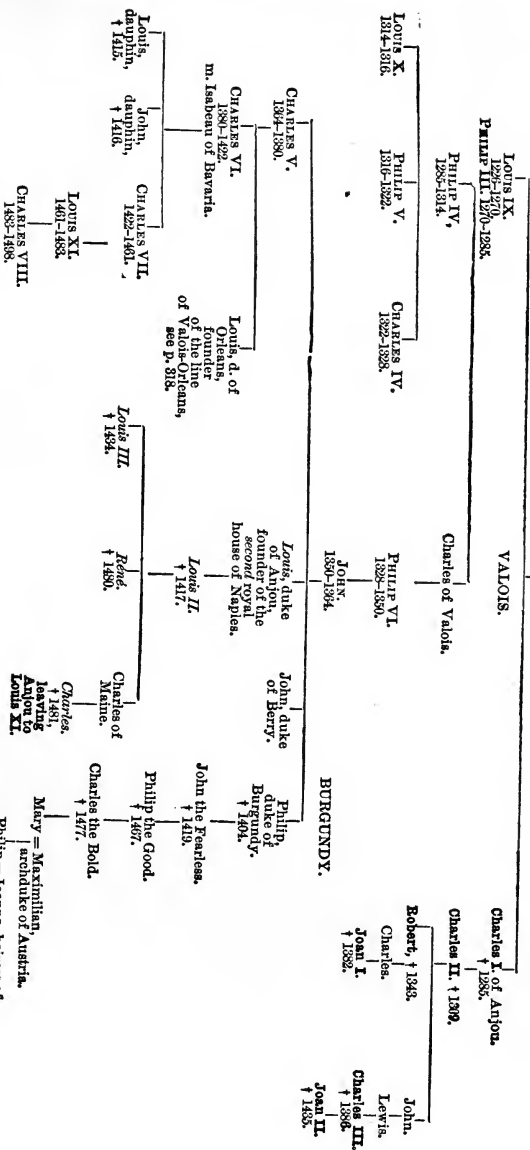 LOUIS IX.
1226–1270.
PHILIP III. 1270–1285.
Charles I. of Anjou.
† 1285.
PHILIP IV,
1285–1314.
VALOIS.
Charles of Valois.
Charles II. † 1309.
LOUIS X.
1314–1316.
PHILIP V.
1316–1322.
CHARLES IV.
1322–1328.
PHILIP VI.
1328–1350.
Robert, † 1343.
John.
Charles.
Lewis.
JOHN.
1350–1364.
Joan I.
† 1382.
Charles III.
† 1386.
Joan II.
† 1435.
BURGUNDY.
CHARLES V.
1364–1380.
Louis, duke
of Anjou,
founder of the
second royal
house of Naples.
John, duke
of Berry.
Philip,
duke of
Burgundy.
† 1404.
CHARLES VI.
1380–1422.
m. Isabeau of Bavaria.
Louis, d. of
Orleans,
founder
of the line
of Valois-Orleans,
see p. 318.
Louis II.
† 1417.
John the Fearless.
† 1419.
Louis,
dauphin,
† 1415.
John,
dauphin,
† 1416.
CHARLES VII.
1422–1461.
Louis III.
† 1434.
René.
† 1480.
Charles of
Maine.
Philip the Good.
† 1467.
LOUIS XI.
1461–1483.
Charles.
† 1481,
leaving
Anjou to
Louis XI.
Charles the Bold.
† 1477.
CHARLES VIII.
1483–1498.
Mary = Maximilian,
archduke of Austria.